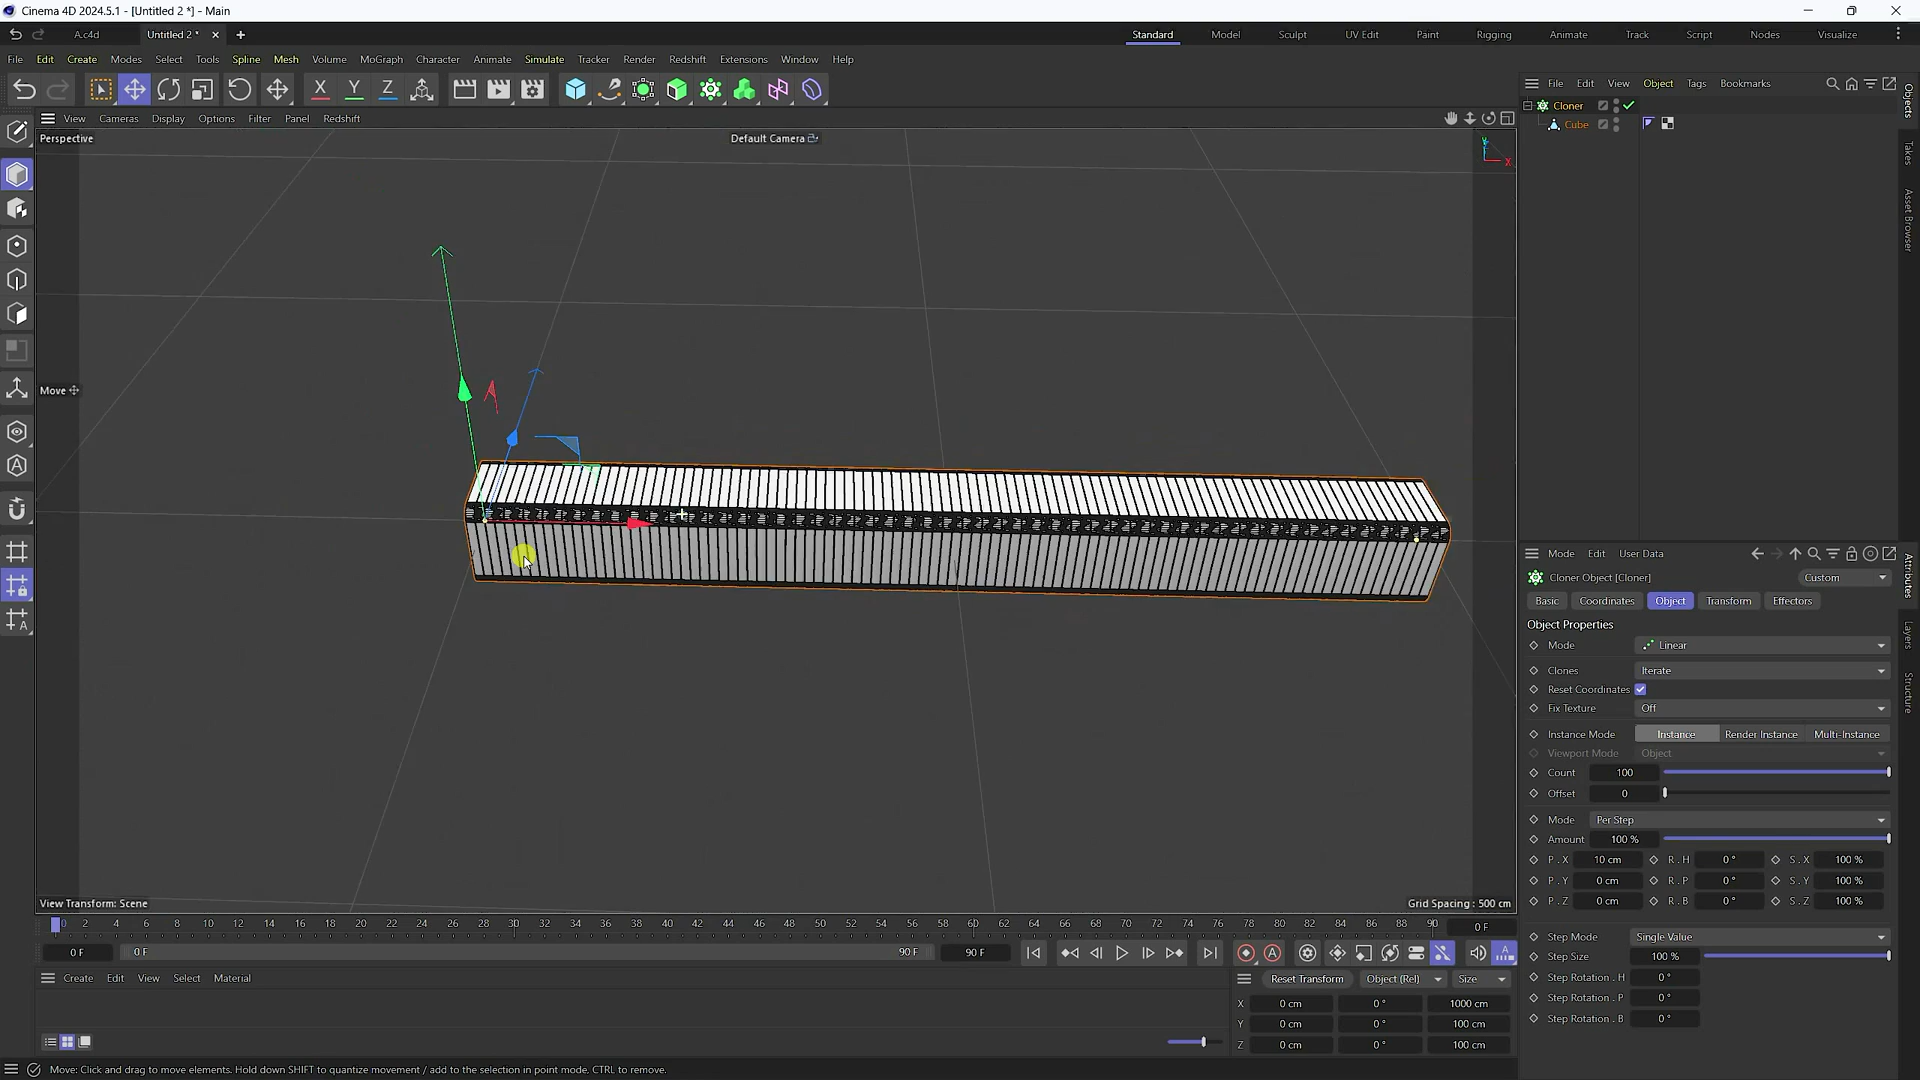 Cinema 4D 2024.5.1 - [Untitled 2 *] - Main
A.c4d
Untitled 2 *
Standard Model Sculpt UV Edit Paint Rigging Animate Track Script Nodes Visualize
File Edit Create Modes Select Tools Spline Mesh Volume MoGraph Character Animate Simulate Tracker Render Redshift Extensions Window Help
X Y Z
File Edit View Object Tags Bookmarks
Cloner
Cube
Objects
Takes
Asset Browser
View Cameras Display Options Filter Panel Redshift
Perspective
Default Camera
Y
X
Move
View Transform: Scene
Grid Spacing : 500 cm
Mode Edit User Data
Attributes
Layers
Structure
Cloner Object [Cloner]
Custom
Basic Coordinates Object Transform Effectors
Object Properties
Mode Linear
Clones Iterate
Reset Coordinates
Fix Texture Off
Instance Mode Instance Render Instance Multi-Instance
Viewport Mode Object
Count 100
Offset 0
Mode Per Step
Amount 100 %
P . X 10 cm R . H 0° S . X 100 %
P . Y 0 cm R . P 0° S . Y 100 %
P . Z 0 cm R . B 0° S . Z 100 %
Step Mode Single Value
Step Size 100 %
Step Rotation . H 0°
Step Rotation . P 0°
Step Rotation . B 0°
0 2 4 6 8 10 12 14 16 18 20 22 24 26 28 30 32 34 36 38 40 42 44 46 48 50 52 54 56 58 60 62 64 66 68 70 72 74 76 78 80 82 84 86 88 90 0 F
0 F 0 F 90 F 90 F
Create Edit View Select Material
Reset Transform Object (Rel) Size
X 0 cm 0° 1000 cm
Y 0 cm 0° 100 cm
Z 0 cm 0° 100 cm
Move: Click and drag to move elements. Hold down SHIFT to quantize movement / add to the selection in point mode, CTRL to remove.